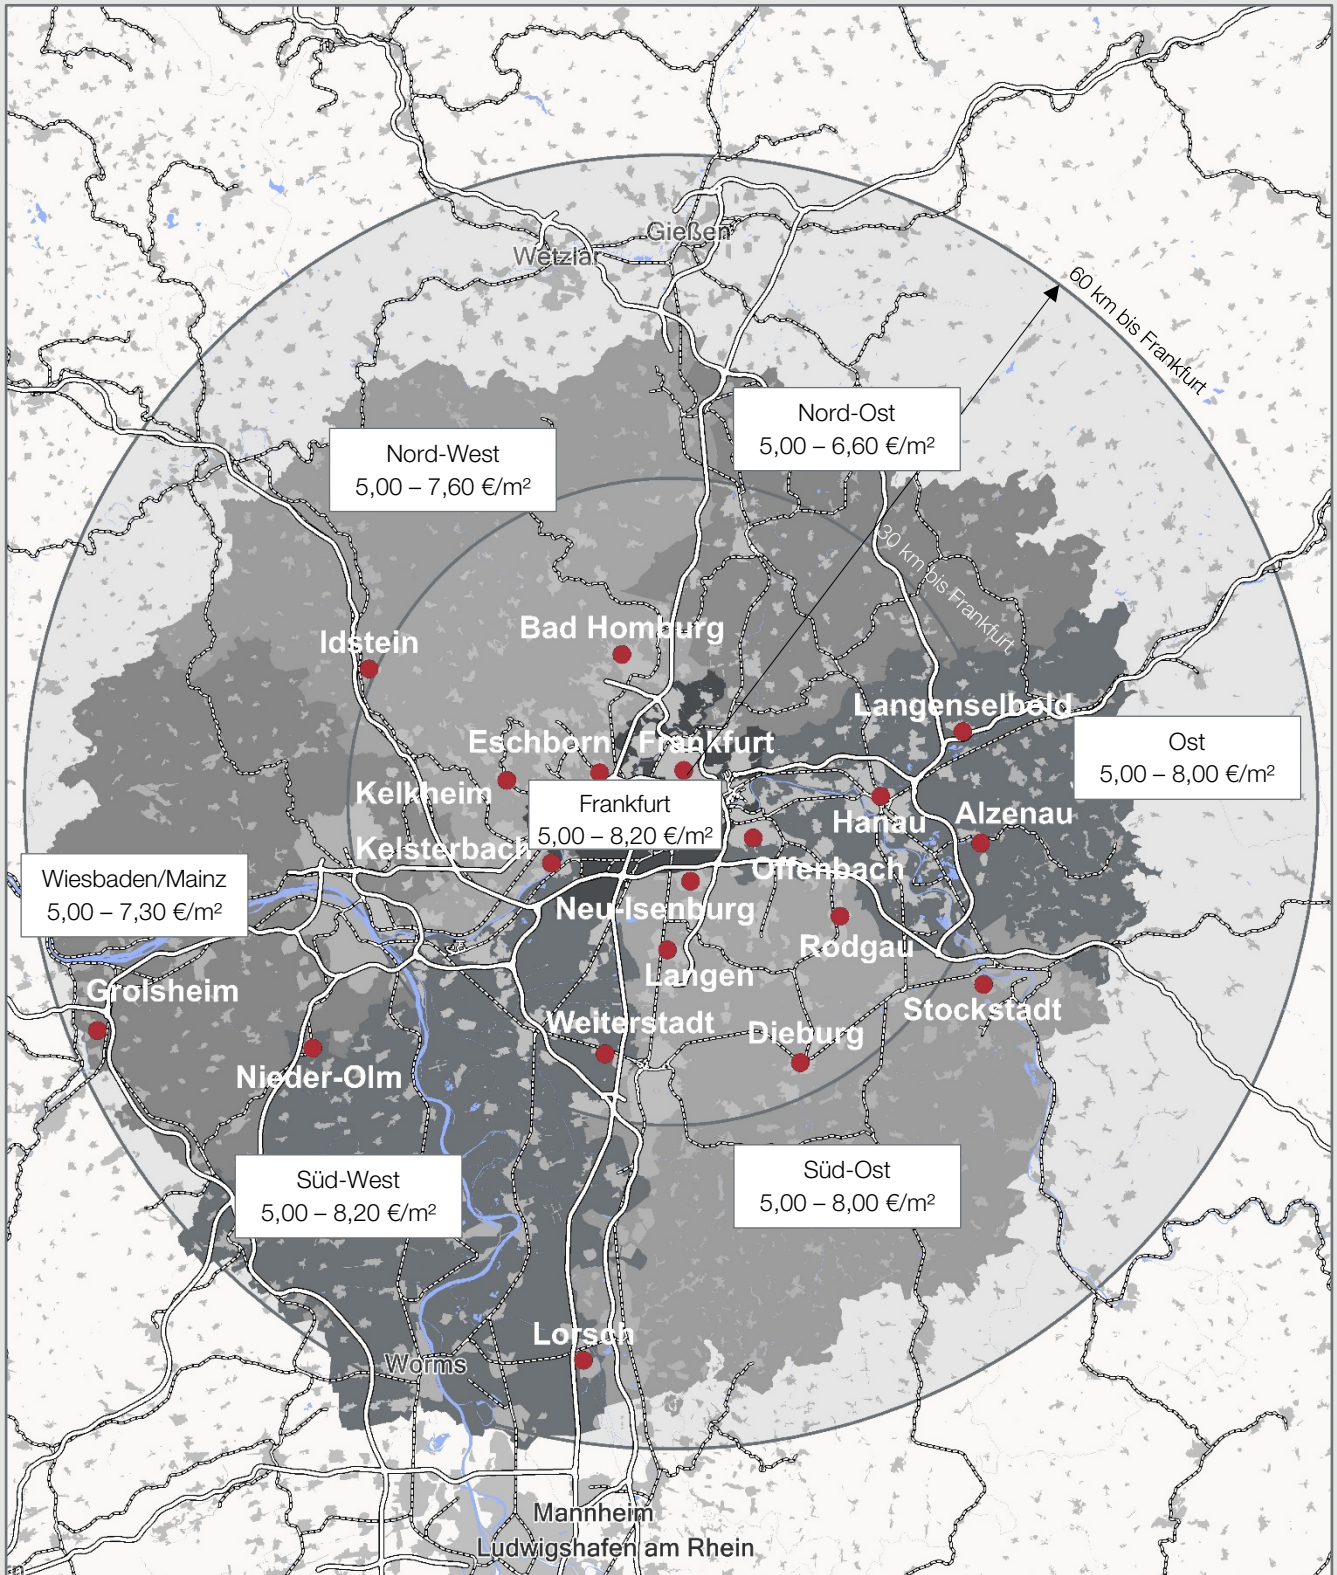 Gießen
Wetzlar
60 km bis Frankfurt
Nord-Ost
5,00 – 6,60 €/m²
Nord-West
5,00 – 7,60 €/m²
30 km bis Frankfurt
Bad Homburg
Idstein
Langenselbold
Eschborn
Frankfurt
Ost
5,00 – 8,00 €/m²
Kelkheim
Frankfurt
5,00 – 8,20 €/m²
Hanau
Alzenau
Kelsterbach
Offenbach
Wiesbaden/Mainz
5,00 – 7,30 €/m²
Neu-Isenburg
Rodgau
Langen
Grolsheim
Stockstadt
Weiterstadt
Dieburg
Nieder-Olm
Süd-West
5,00 – 8,20 €/m²
Süd-Ost
5,00 – 8,00 €/m²
Lorsch
Worms
Mannheim
Ludwigshafen am Rhein